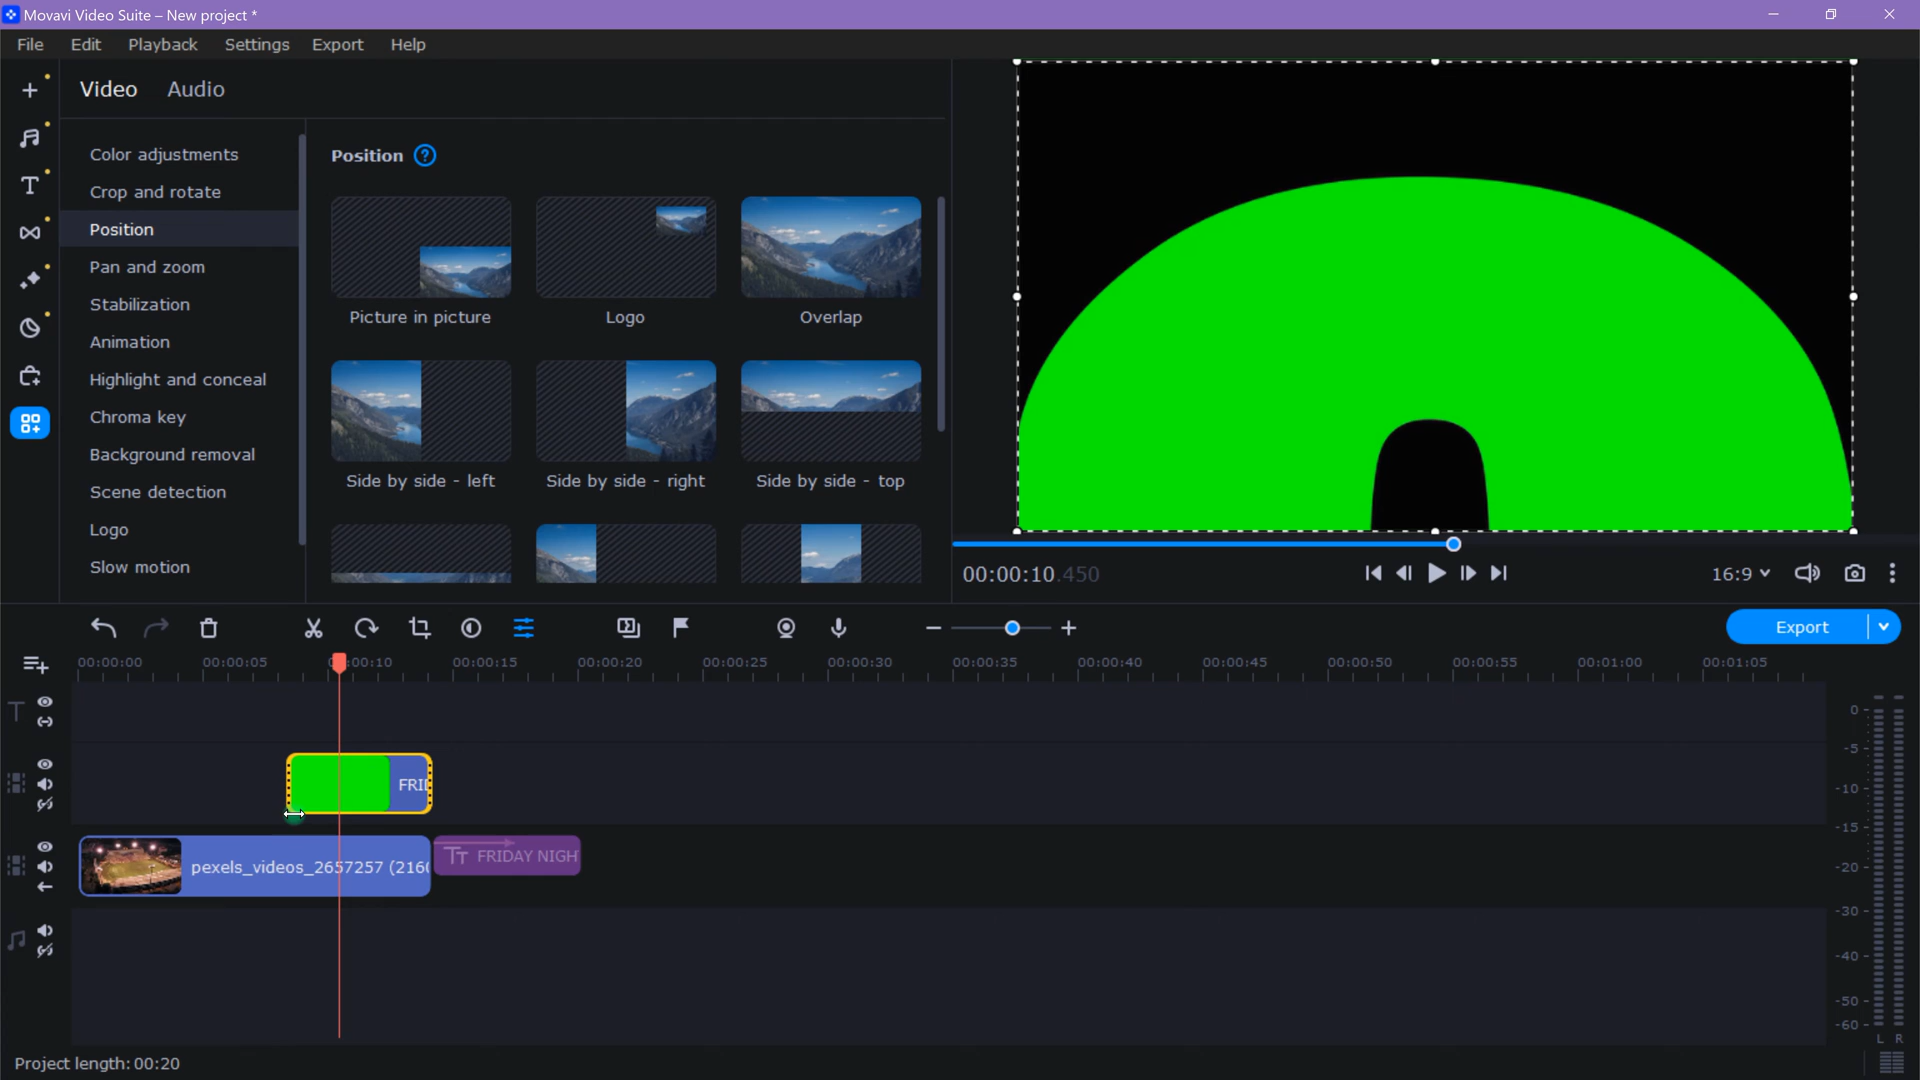 Movavi Video Suite – New project *
File Edit Playback Settings Export Help
Video Audio
Color adjustments
Crop and rotate
Position
Pan and zoom
Stabilization
Animation
Highlight and conceal
Chroma key
Background removal
Scene detection
Logo
Slow motion
Position ?
Picture in picture Logo Overlap
Side by side - left Side by side - right Side by side - top
00:00:10.450
16:9
Export
00:00:00 00:00:05 00:00:10 00:00:15 00:00:20 00:00:25 00:00:30 00:00:35 00:00:40 00:00:45 00:00:50 00:00:55 00:01:00 00:01:05
FRI
pexels_videos_2657257 (216
Tт FRIDAY NIGH
0
-5
-10
-15
-20
-30
-40
-50
-60
L R
Project length: 00:20